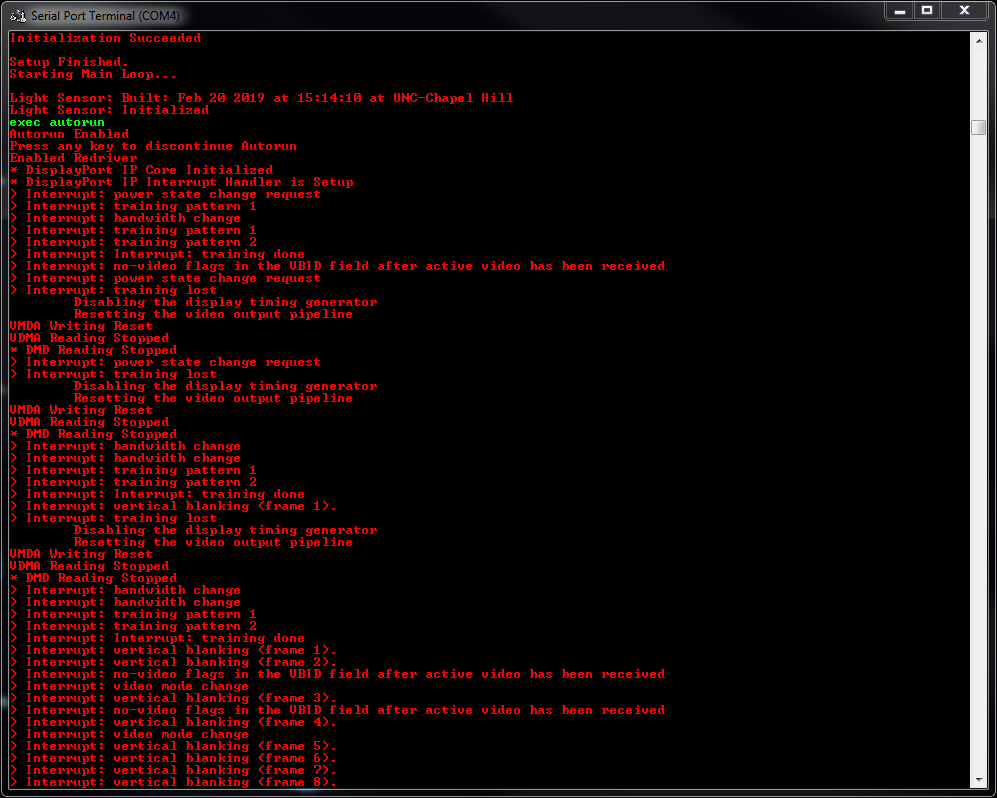 Serial Port Terminal (COM4)
Initialization Succeeded
Setup Finished.
Starting Main Loop...
Light Sensor: Built: Feb 20 2019 at 15:14:10 at UNC-Chapel Hill
Light Sensor: Initialized
exec autorun
Autorun Enabled
Press any key to discontinue Autorun
Enabled Redriver
* DisplayPort IP Core Initialized
* DisplayPort IP Interrupt Handler is Setup
> Interrupt: power state change request
> Interrupt: training pattern 1
> Interrupt: bandwidth change
> Interrupt: training pattern 1
> Interrupt: training pattern 2
> Interrupt: Interrupt: training done
> Interrupt: no-video flags in the VBID field after active video has been received
> Interrupt: power state change request
> Interrupt: training lost
Disabling the display timing generator
Resetting the video output pipeline
VMDA Writing Reset
VDMA Reading Stopped
* DMD Reading Stopped
> Interrupt: power state change request
> Interrupt: training lost
Disabling the display timing generator
Resetting the video output pipeline
VMDA Writing Reset
VDMA Reading Stopped
* DMD Reading Stopped
> Interrupt: bandwidth change
> Interrupt: bandwidth change
> Interrupt: training pattern 1
> Interrupt: training pattern 2
> Interrupt: Interrupt: training done
> Interrupt: vertical blanking (frame 1).
> Interrupt: training lost
Disabling the display timing generator
Resetting the video output pipeline
VMDA Writing Reset
VDMA Reading Stopped
* DMD Reading Stopped
> Interrupt: bandwidth change
> Interrupt: bandwidth change
> Interrupt: training pattern 1
> Interrupt: training pattern 2
> Interrupt: Interrupt: training done
> Interrupt: vertical blanking (frame 1).
> Interrupt: vertical blanking (frame 2).
> Interrupt: no-video flags in the VBID field after active video has been received
> Interrupt: video mode change
> Interrupt: vertical blanking (frame 3).
> Interrupt: no-video flags in the VBID field after active video has been received
> Interrupt: vertical blanking (frame 4).
> Interrupt: video mode change
> Interrupt: vertical blanking (frame 5).
> Interrupt: vertical blanking (frame 6).
> Interrupt: vertical blanking (frame 7).
> Interrupt: vertical blanking (frame 8).